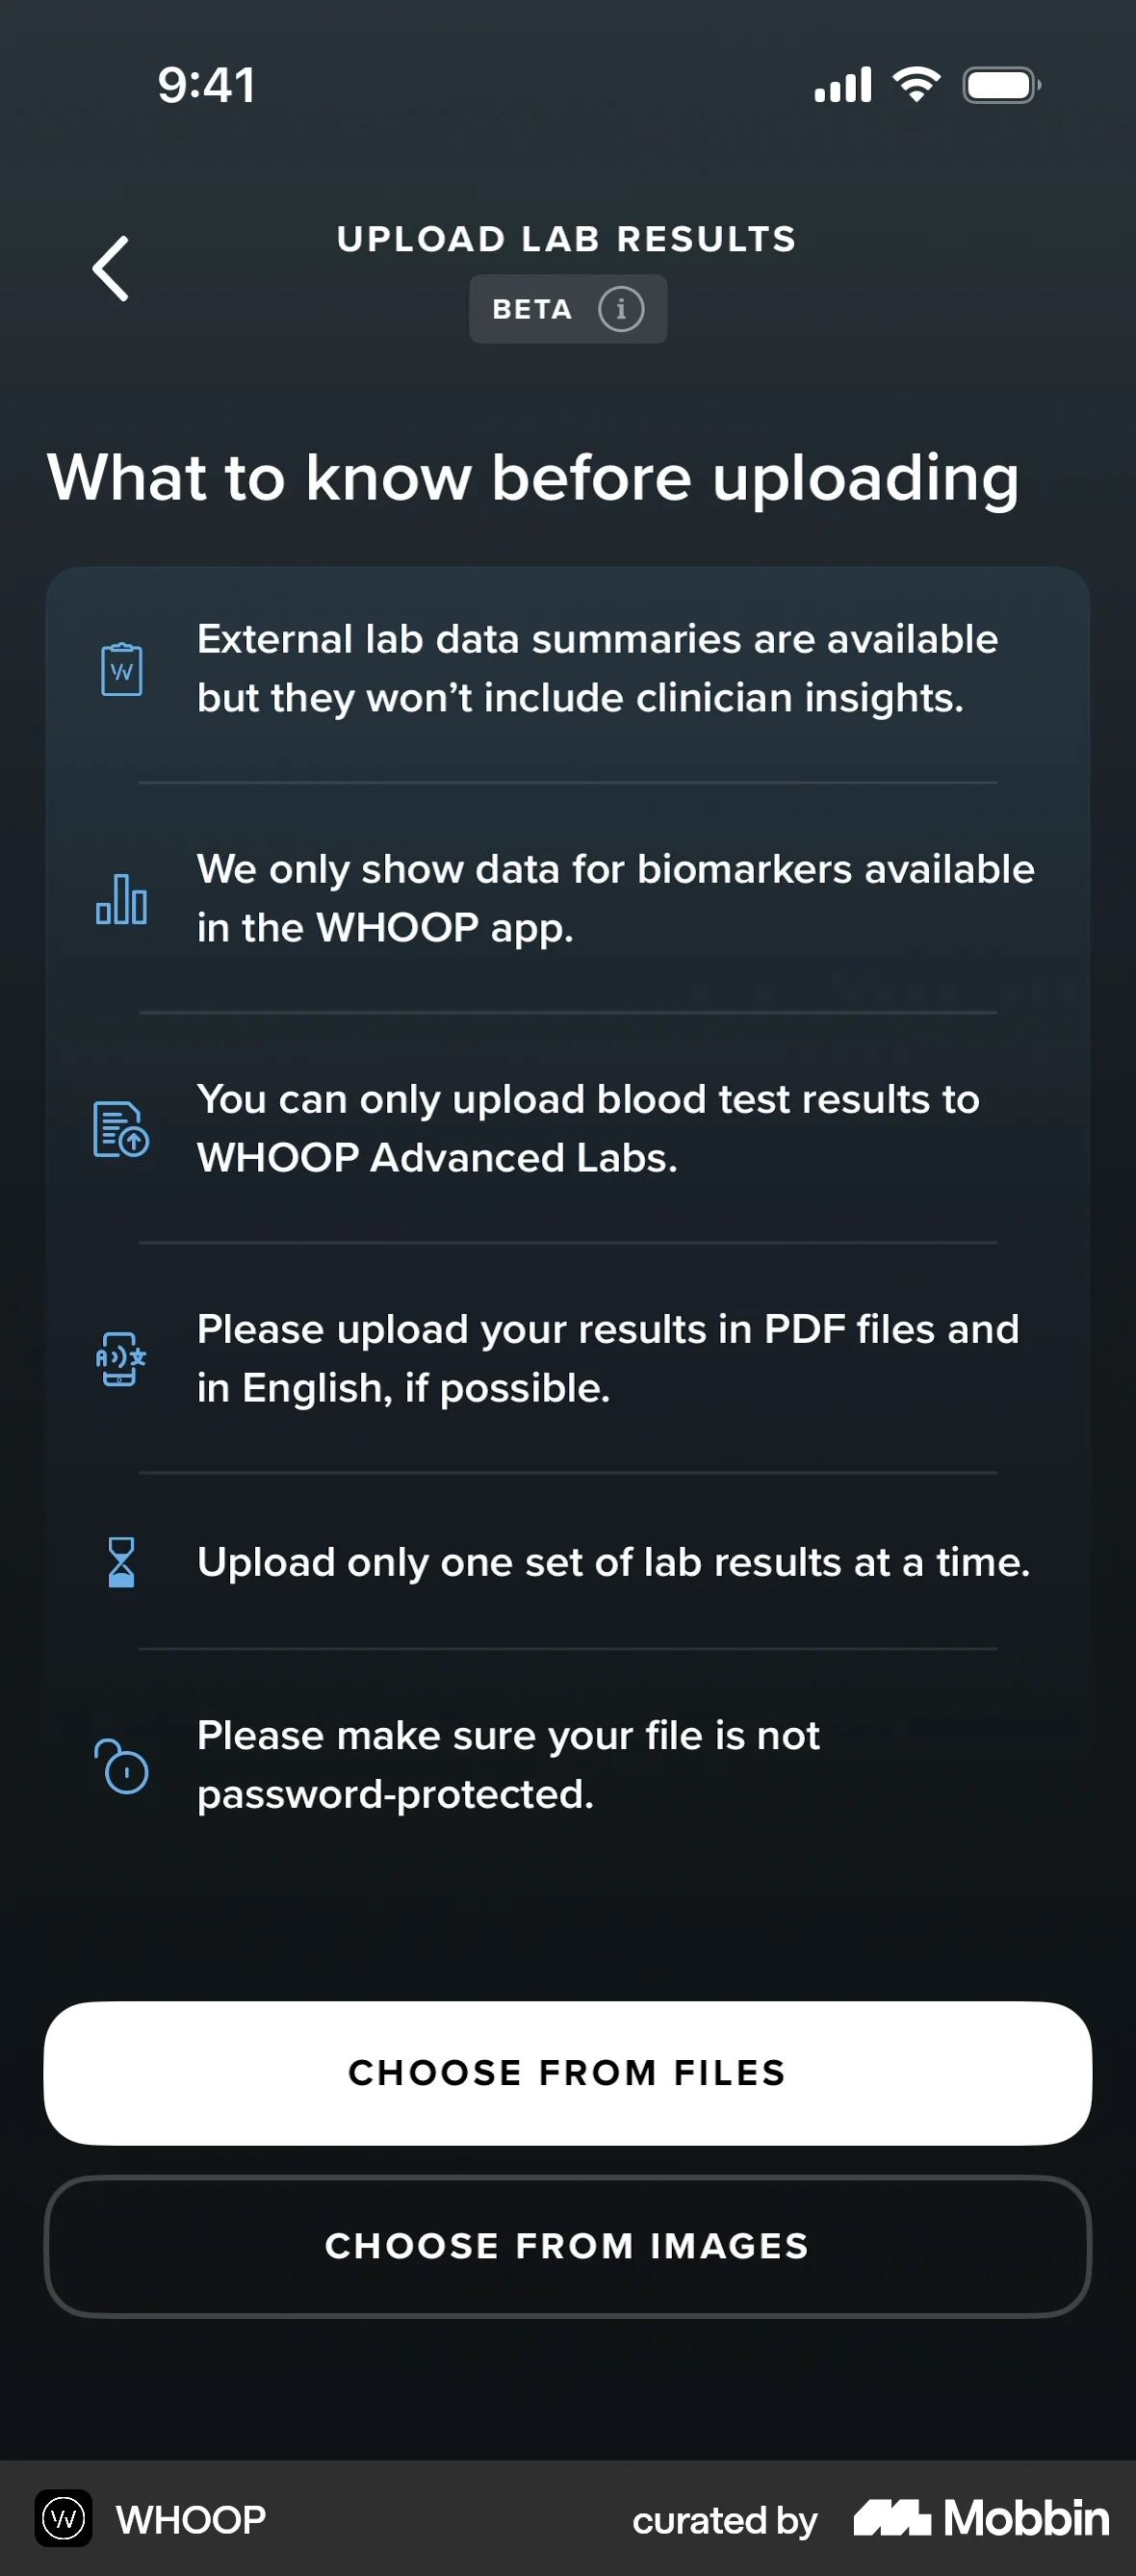 9:41
UPLOAD LAB RESULTS
BETA i
What to know before uploading
External lab data summaries are available
but they won’t include clinician insights.
We only show data for biomarkers available
in the WHOOP app.
You can only upload blood test results to
WHOOP Advanced Labs.
Please upload your results in PDF files and
in English, if possible.
Upload only one set of lab results at a time.
Please make sure your file is not
password-protected.
CHOOSE FROM FILES
CHOOSE FROM IMAGES
WHOOP
curated by Mobbin